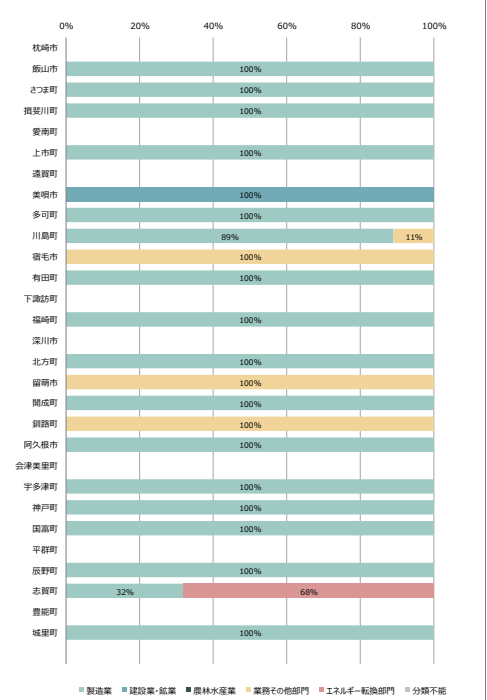 0% 20% 40% 60% 80% 100%
枕崎市
飯山市 100%
さつま町 100%
揖斐川町 100%
愛南町
上市町 100%
遠賀町
美唄市 100%
多可町 100%
川島町 89% 11%
宿毛市 100%
有田町 100%
下諏訪町
福崎町 100%
深川市
北方町 100%
留萌市 100%
開成町 100%
釧路町 100%
阿久根市 100%
会津美里町
宇多津町 100%
神戸町 100%
国富町 100%
平群町
辰野町 100%
志賀町 32% 68%
豊能町
城里町 100%
製造業 建設業・鉱業 農林水産業 業務その他部門 エネルギー転換部門 分類不能